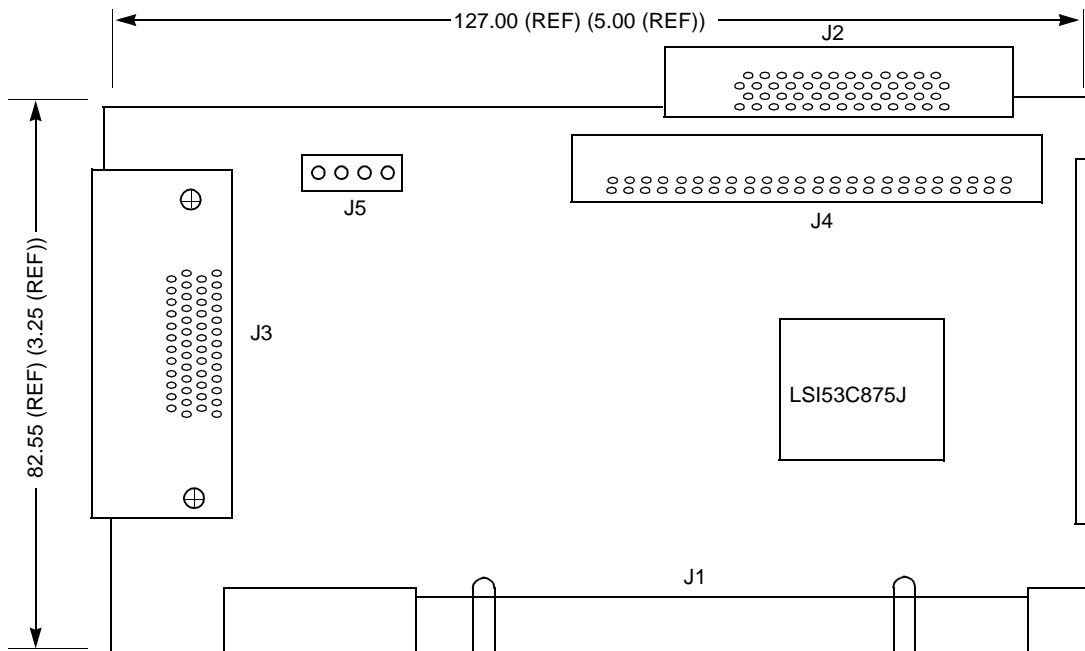 127.00 (REF) (5.00 (REF))
J2
J5
J4
82.55 (REF) (3.25 (REF))
J3
LSI53C875J
J1